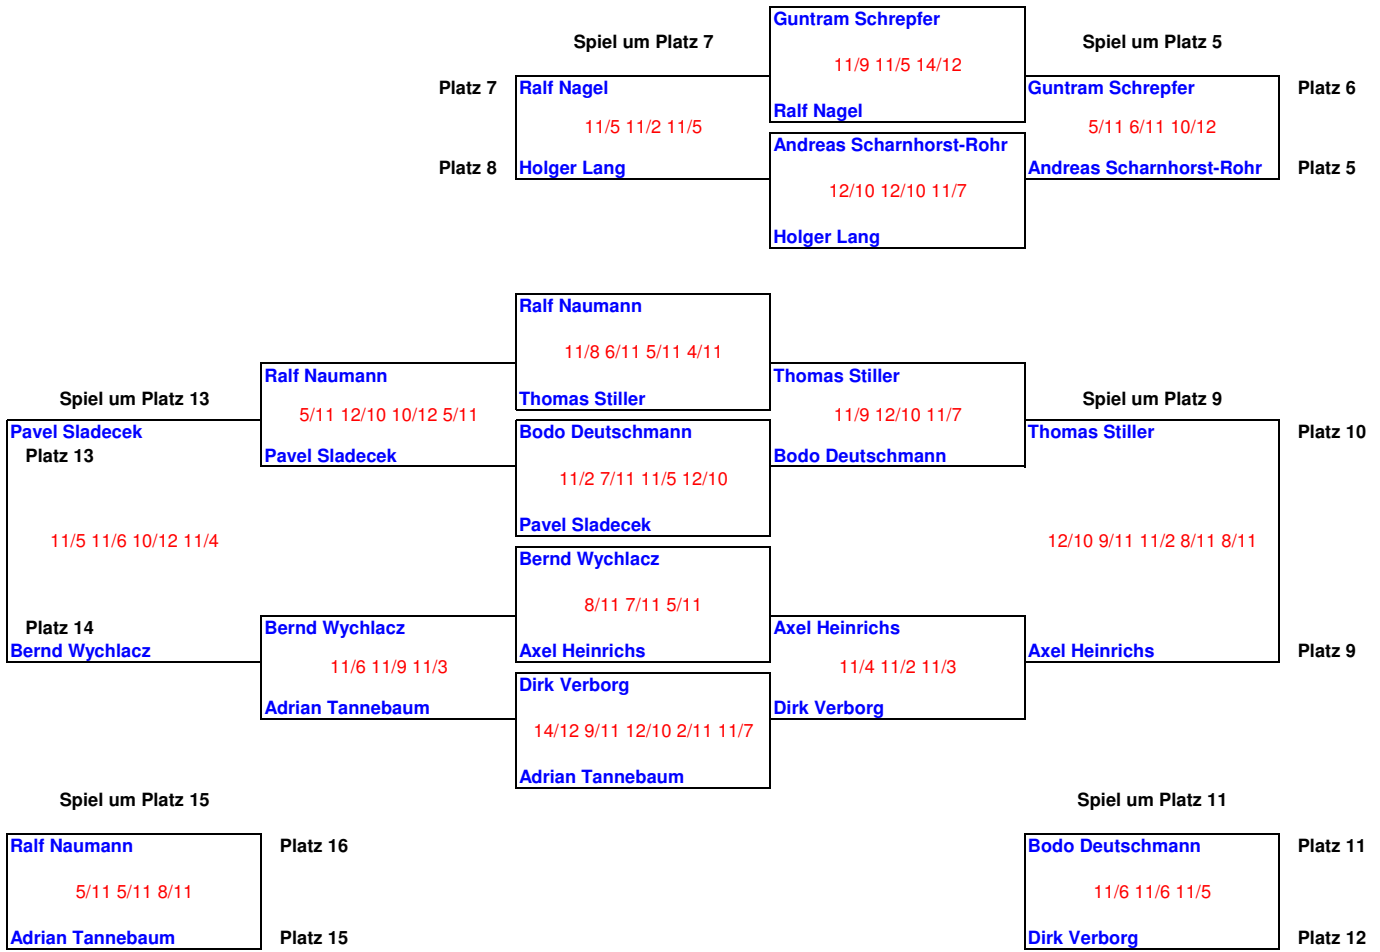 Guntram Schrepfer
Spiel um Platz 7
Spiel um Platz 5
11/9 11/5 14/12
Platz 7
Ralf Nagel
Guntram Schrepfer
Platz 6
Ralf Nagel
11/5 11/2 11/5
5/11 6/11 10/12
Andreas Scharnhorst-Rohr
Platz 8
Holger Lang
Andreas Scharnhorst-Rohr
Platz 5
12/10 12/10 11/7
Holger Lang
Ralf Naumann
11/8 6/11 5/11 4/11
Ralf Naumann
Thomas Stiller
Spiel um Platz 13
Thomas Stiller
Spiel um Platz 9
5/11 12/10 10/12 5/11
11/9 12/10 11/7
Pavel Sladecek
Bodo Deutschmann
Thomas Stiller
Platz 10
Platz 13
Pavel Sladecek
Bodo Deutschmann
11/2 7/11 11/5 12/10
Pavel Sladecek
11/5 11/6 10/12 11/4
12/10 9/11 11/2 8/11 8/11
Bernd Wychlacz
8/11 7/11 5/11
Platz 14
Bernd Wychlacz
Axel Heinrichs
Bernd Wychlacz
Axel Heinrichs
Axel Heinrichs
Platz 9
11/6 11/9 11/3
11/4 11/2 11/3
Dirk Verborg
Adrian Tannebaum
Dirk Verborg
14/12 9/11 12/10 2/11 11/7
Adrian Tannebaum
Spiel um Platz 15
Spiel um Platz 11
Ralf Naumann
Platz 16
Bodo Deutschmann
Platz 11
5/11 5/11 8/11
11/6 11/6 11/5
Adrian Tannebaum
Platz 15
Dirk Verborg
Platz 12